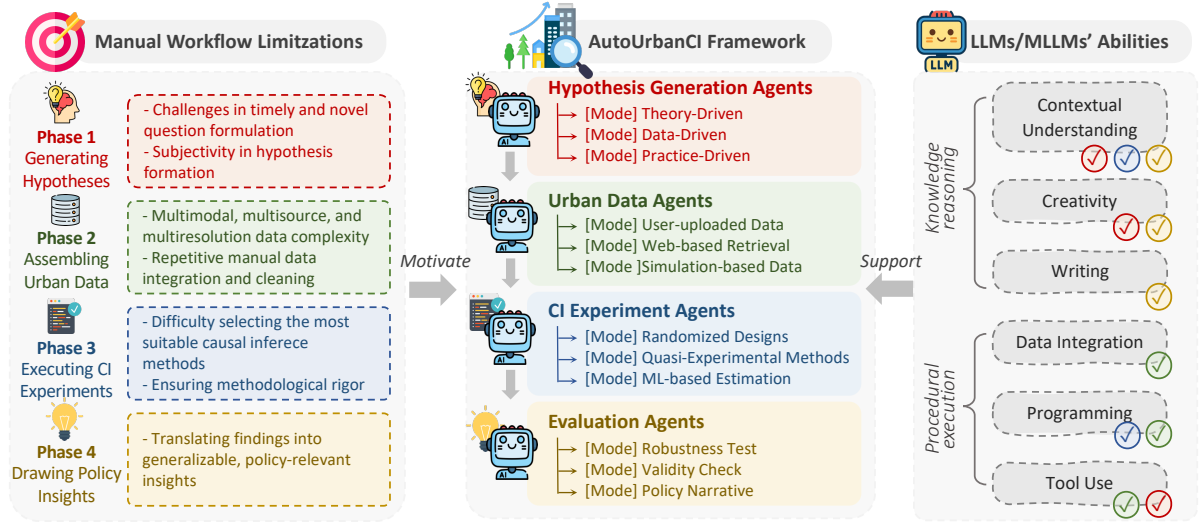 Manual Workflow Limitzations
Phase 1
Generating
Hypotheses
- Challenges in timely and novel
question formulation
- Subjectivity in hypothesis
formation
Phase 2
Assembling
Urban Data
- Multimodal, multisource, and
multiresolution data complexity
- Repetitive manual data
integration and cleaning
Phase 3
Executing CI
Experiments
- Difficulty selecting the most
suitable causal inferece
methods
- Ensuring methodological rigor
Phase 4
Drawing Policy
Insights
- Translating findings into
generalizable, policy-relevant
insights
Motivate
AutoUrbanCI Framework
AI
Hypothesis Generation Agents
[Mode] Theory-Driven
[Mode] Data-Driven
[Mode] Practice-Driven
AI
Urban Data Agents
[Mode] User-uploaded Data
[Mode] Web-based Retrieval
[Mode ]Simulation-based Data
AI
CI Experiment Agents
[Mode] Randomized Designs
[Mode] Quasi-Experimental Methods
[Mode] ML-based Estimation
AI
Evaluation Agents
[Mode] Robustness Test
[Mode] Validity Check
[Mode] Policy Narrative
Support
LLM
LLMs/MLLMs' Abilities
Knowledge
reasoning
Contextual
Understanding
Creativity
Writing
Procedural
execution
Data Integration
Programming
Tool Use